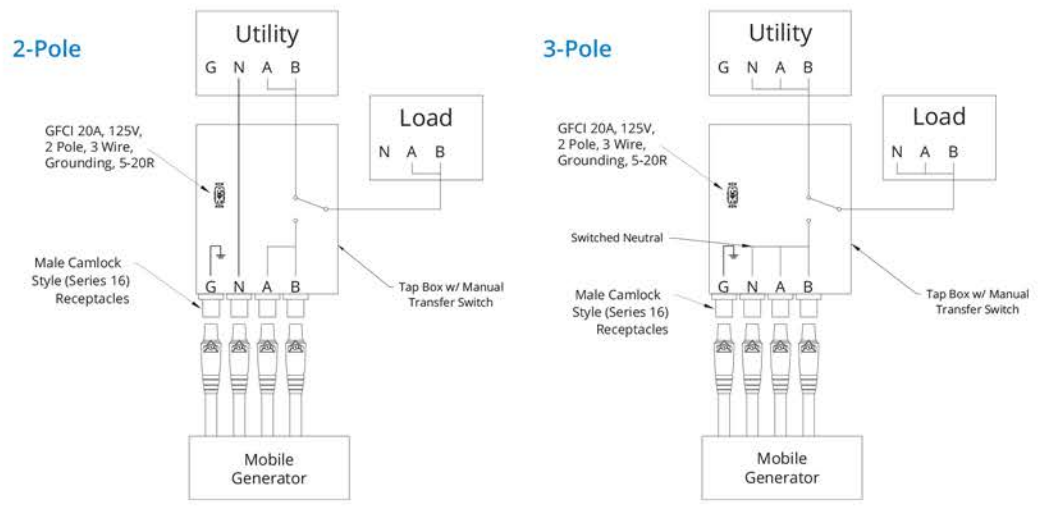 2-Pole
Utility
G N A B
Load
N A B
GFCI 20A, 125V,
2 Pole, 3 Wire,
Grounding, 5-20R
Male Camlock
Style (Series 16)
Receptacles
G N A B
Tap Box w/ Manual
Transfer Switch
Mobile
Generator
3-Pole
Utility
G N A B
Load
N A B
GFCI 20A, 125V,
2 Pole, 3 Wire,
Grounding, 5-20R
Switched Neutral
Male Camlock
Style (Series 16)
Receptacles
G N A B
Tap Box w/ Manual
Transfer Switch
Mobile
Generator